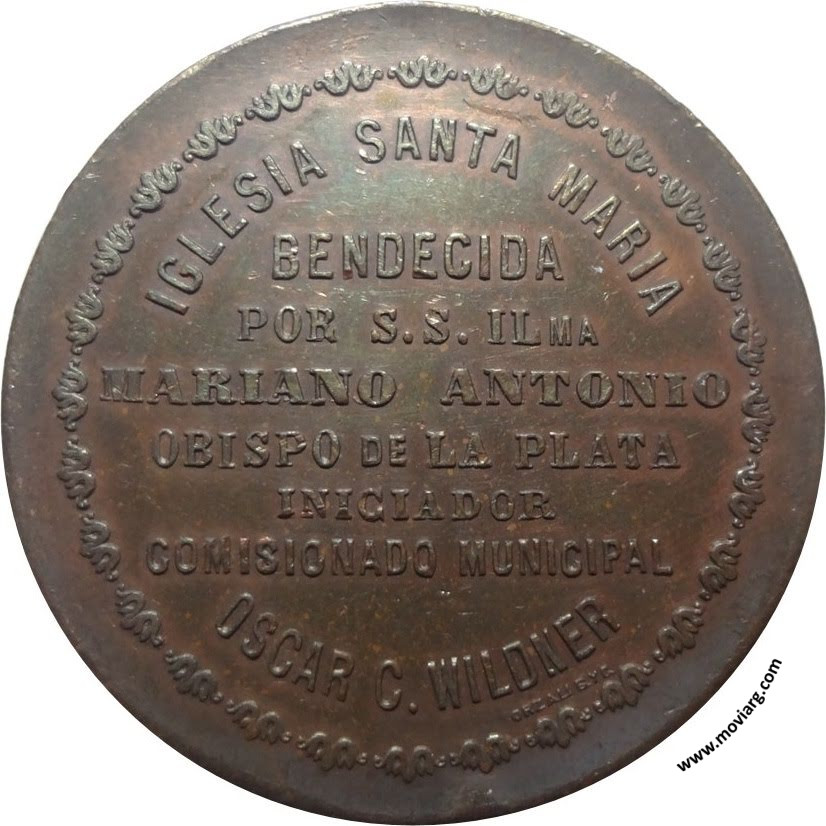 IGLESIA SANTA MARIA
BENDECIDA
POR S.S. ILMA
MARIANO ANTONIO
OBISPO DE LA PLATA
INICIADOR
COMISIONADO MUNICIPAL
OSCAR C. WILDNER
www.moviarg.com